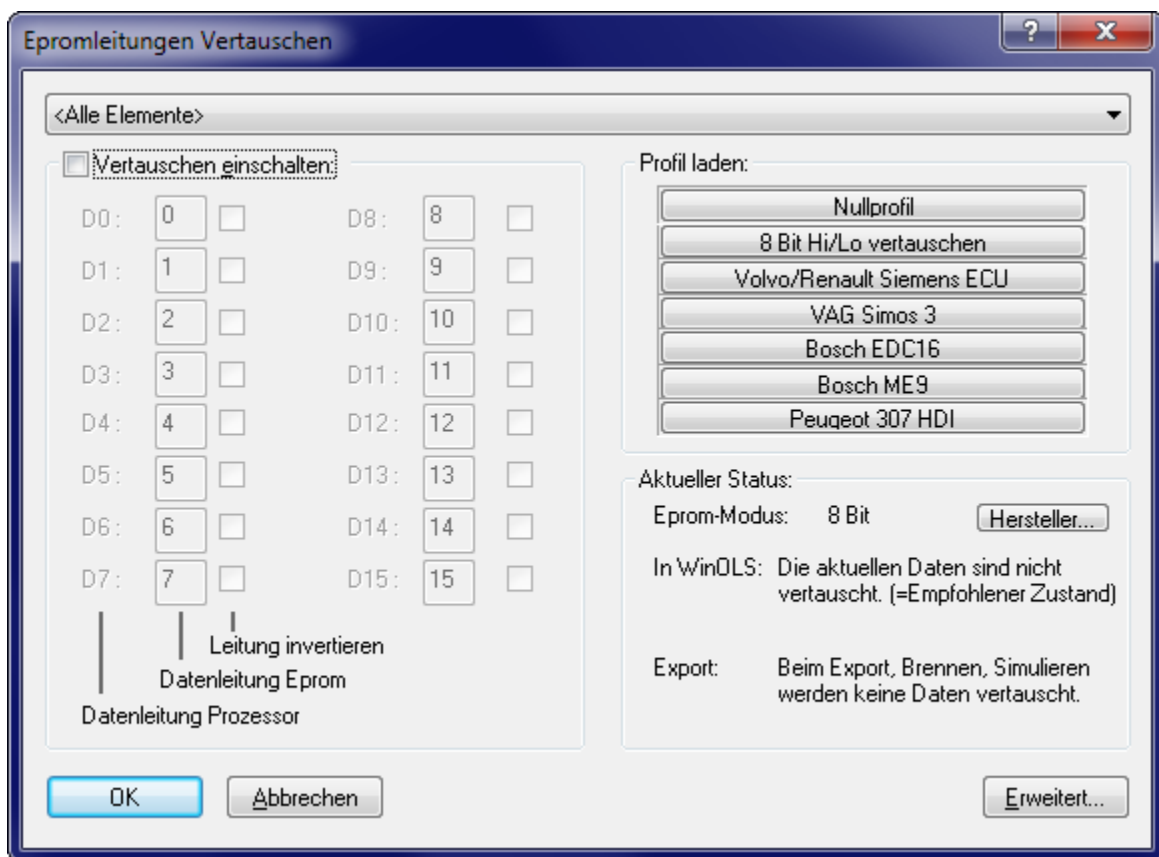 Epromleitungen Vertauschen
?
X
<Alle Elemente>
Vertauschen einschalten:
D0: 0
D8: 8
D1: 1
D9: 9
D2: 2
D10: 10
D3: 3
D11: 11
D4: 4
D12: 12
D5: 5
D13: 13
D6: 6
D14: 14
D7: 7
D15: 15
Leitung invertieren
Datenleitung Eprom
Datenleitung Prozessor
Profil laden:
Nullprofil
8 Bit Hi/Lo vertauschen
Volvo/Renault Siemens ECU
VAG Simos 3
Bosch EDC16
Bosch ME9
Peugeot 307 HDI
Aktueller Status:
Eprom-Modus: 8 Bit
Hersteller...
In WinOLS: Die aktuellen Daten sind nicht
vertauscht. (=Empfohlener Zustand)
Export: Beim Export, Brennen, Simulieren
werden keine Daten vertauscht.
OK
Abbrechen
Erweitert...